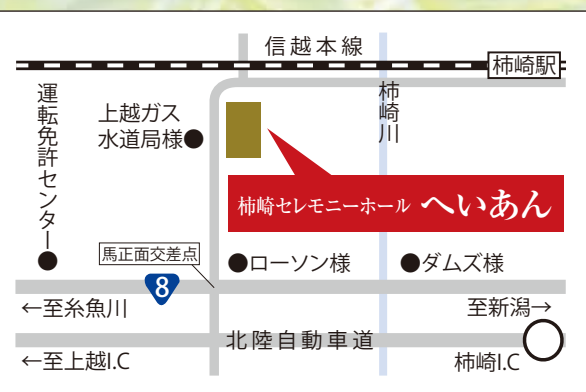 信越本線
柿崎駅
運転免許センター
上越ガス
水道局様
柿崎川
柿崎セレモニーホール へいあん
馬正面交差点
ローソン様
ダムズ様
8
←至糸魚川
至新潟→
北陸自動車道
←至上越I.C
柿崎I.C